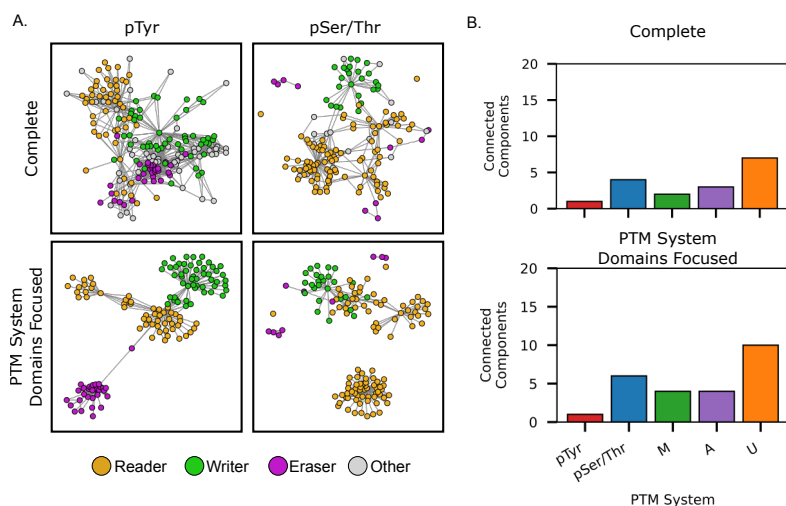 A.
pTyr
pSer/Thr
Complete
PTM System
Domains Focused
Reader
Writer
Eraser
Other
B.
Complete
Connected
Components
20
15
10
5
0
PTM System
Domains Focused
Connected
Components
20
15
10
5
0
pTyr
pSer/Thr
M
A
U
PTM System